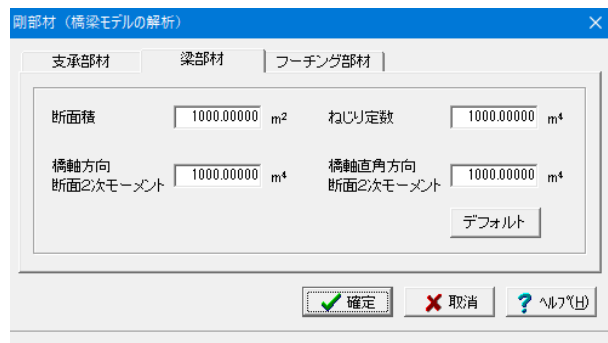 剛部材（橋梁モデルの解析）
支承部材 梁部材 フーチング部材
断面積 1000.00000 m² ねじり定数 1000.00000 m⁴
橋軸方向
断面2次モーメント 1000.00000 m⁴
橋軸直角方向
断面2次モーメント 1000.00000 m⁴
デフォルト
確定 取消 ヘルプ(H)